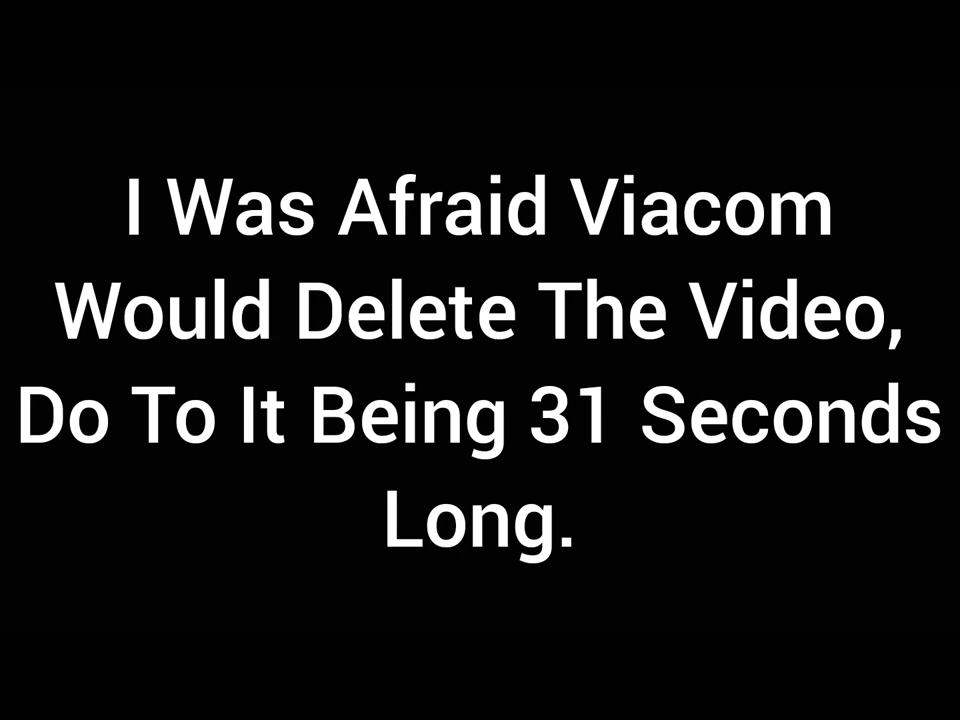 I Was Afraid Viacom
Would Delete The Video,
Do To It Being 31 Seconds
Long.